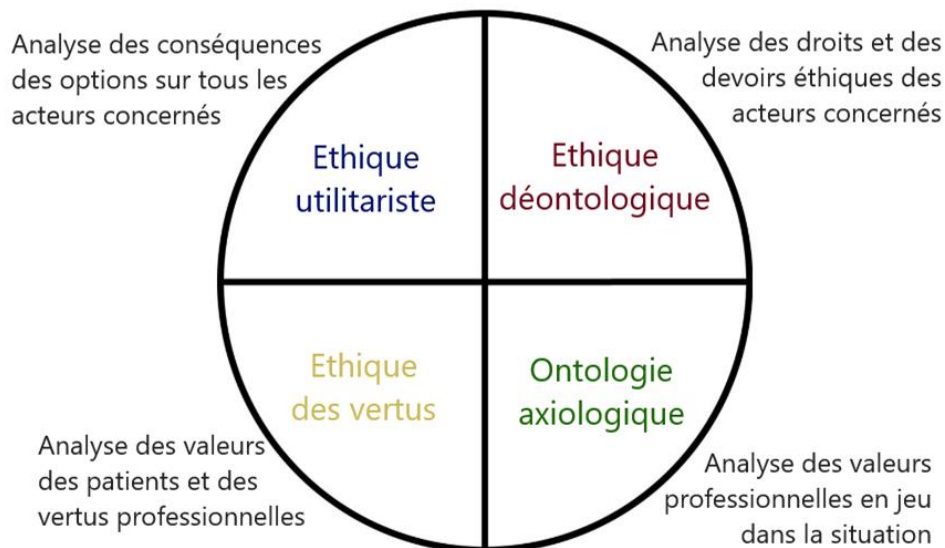 Analyse des conséquences
des options sur tous les
acteurs concernés
Analyse des droits et des
devoirs éthiques des
acteurs concernés
Ethique
utilitariste
Ethique
déontologique
Ethique
des vertus
Ontologie
axiologique
Analyse des valeurs
des patients et des
vertus professionnelles
Analyse des valeurs
professionnelles en jeu
dans la situation